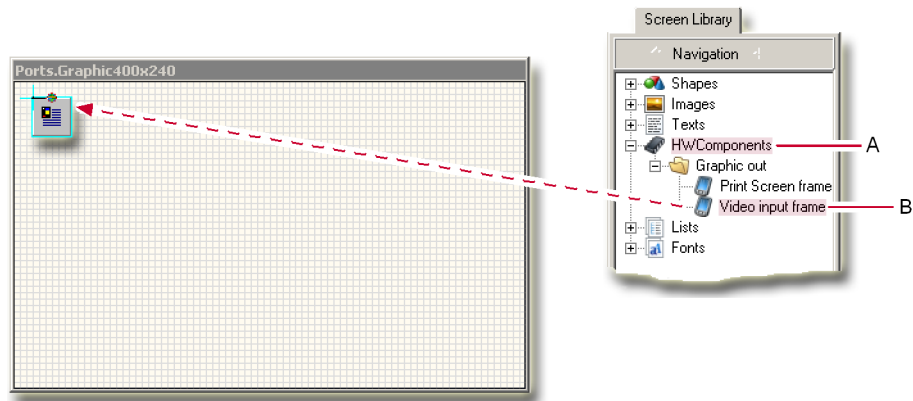 Screen Library
Navigation
Ports.Graphic400x240
Shapes
Images
Texts
HWComponents
A
Graphic out
Print Screen frame
Video input frame
B
Lists
Fonts